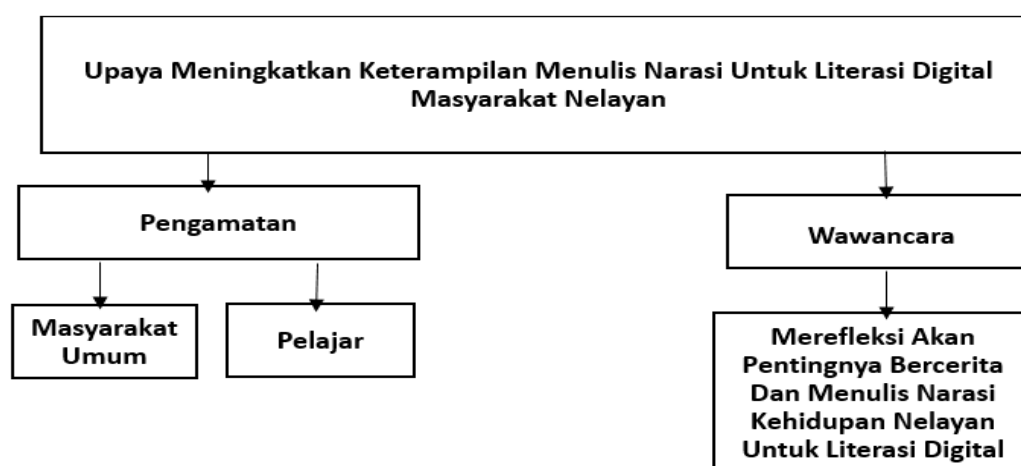 Upaya Meningkatkan Keterampilan Menulis Narasi Untuk Literasi Digital
Masyarakat Nelayan
Pengamatan
Wawancara
Masyarakat
Umum
Pelajar
Merefleksi Akan
Pentingnya Bercerita
Dan Menulis Narasi
Kehidupan Nelayan
Untuk Literasi Digital